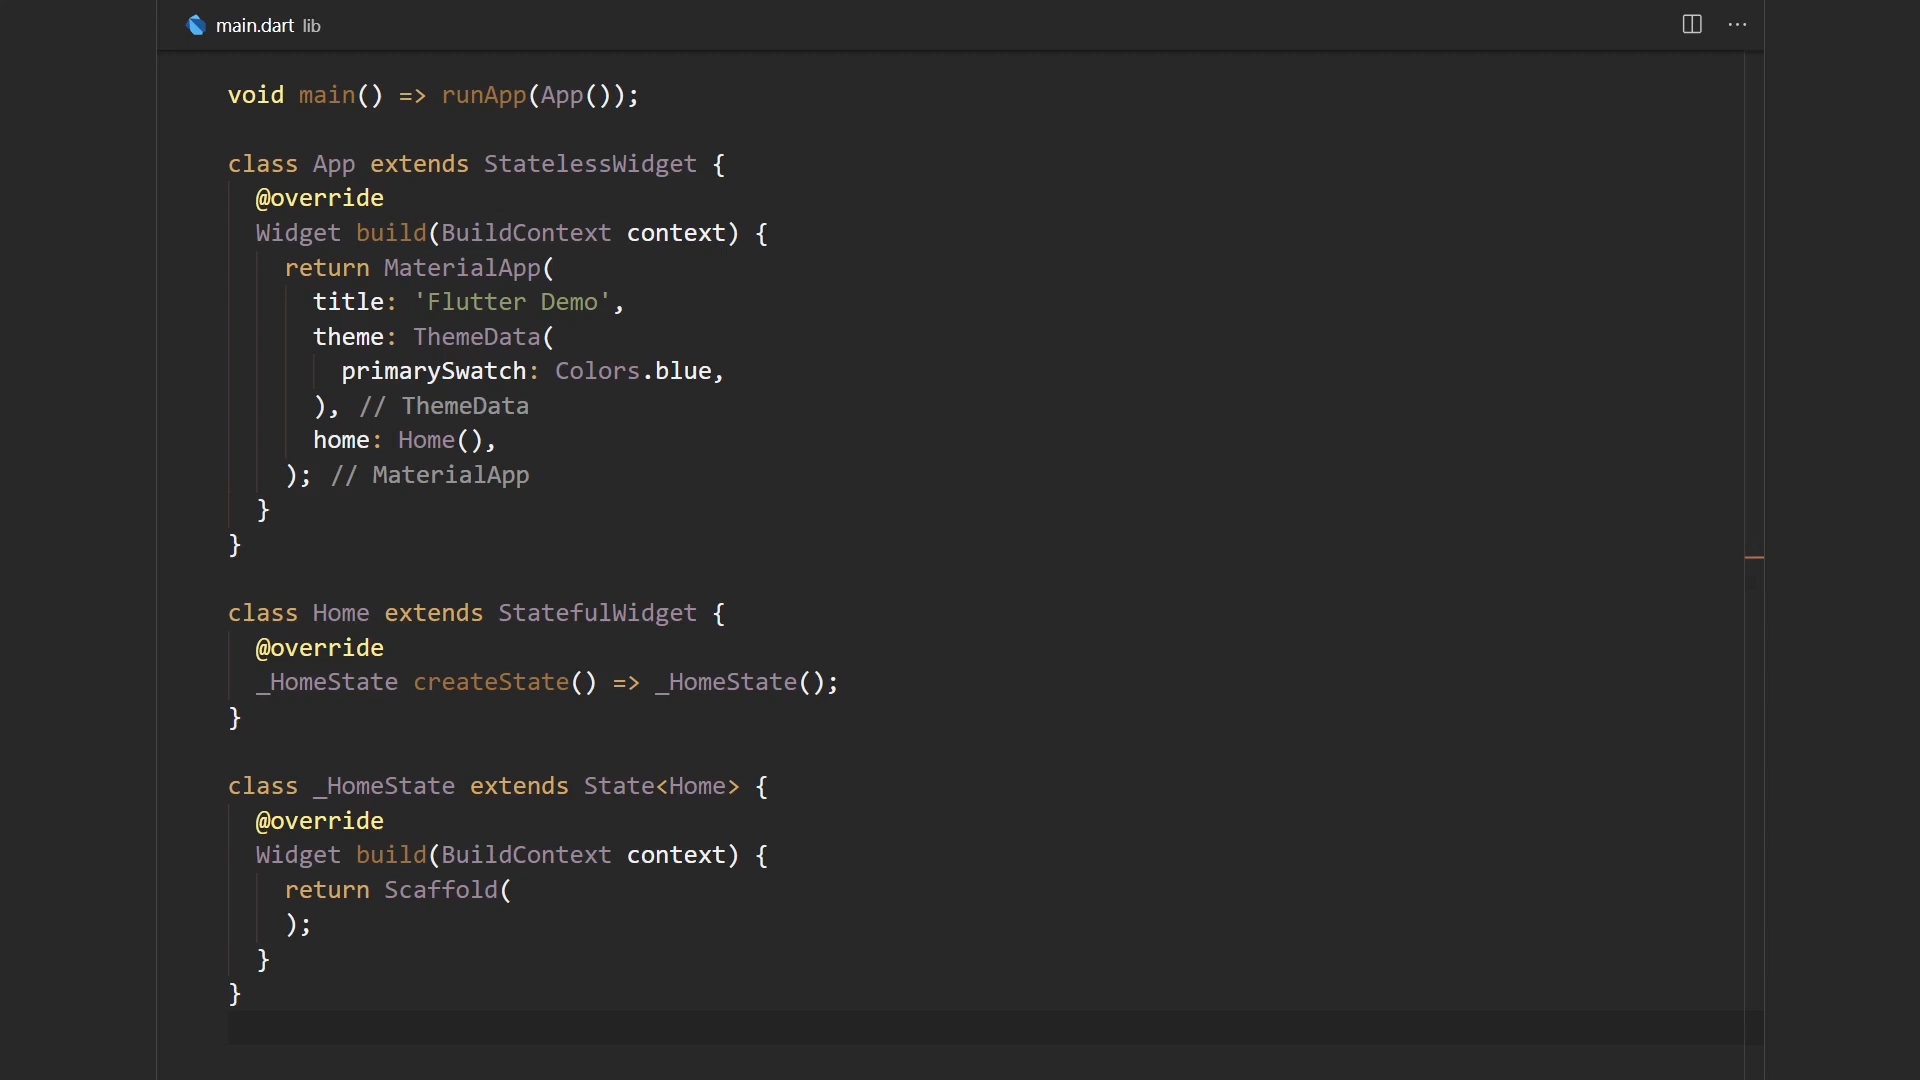 main.dart lib
void main() => runApp(App());
class App extends StatelessWidget {
@override
Widget build(BuildContext context) {
return MaterialApp(
title: 'Flutter Demo',
theme: ThemeData(
primarySwatch: Colors.blue,
), // ThemeData
home: Home(),
); // MaterialApp
}
}
class Home extends StatefulWidget {
@override
_HomeState createState() => _HomeState();
}
class _HomeState extends State<Home> {
@override
Widget build(BuildContext context) {
return Scaffold(
);
}
}